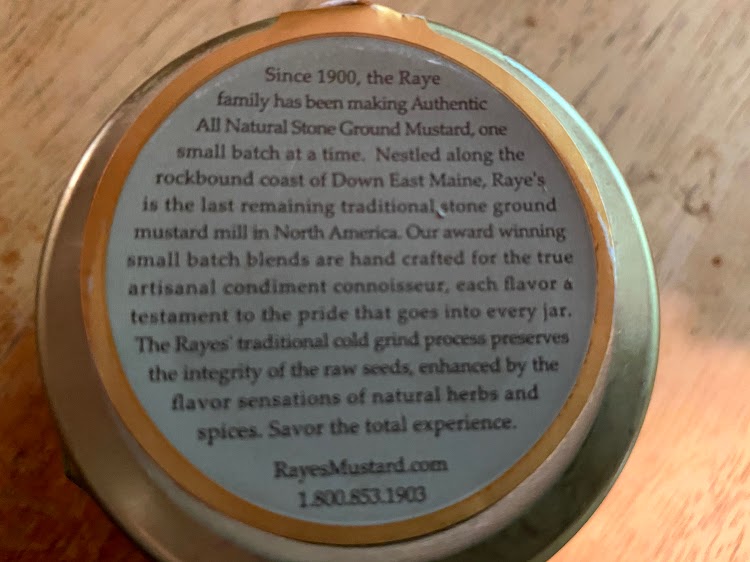 Since 1900, the Raye
family has been making Authentic
All Natural Stone Ground Mustard, one
small batch at a time. Nestled along the
rockbound coast of Down East Maine, Raye's
is the last remaining traditional stone ground
mustard mill in North America. Our award winning
small batch blends are hand crafted for the true
artisanal condiment connoisseur, each flavor a
testament to the pride that goes into every jar.
The Rayes' traditional cold grind process preserves
the integrity of the raw seeds, enhanced by the
flavor sensations of natural herbs and
spices. Savor the total experience.
RayesMustard.com
1.800.853.1903